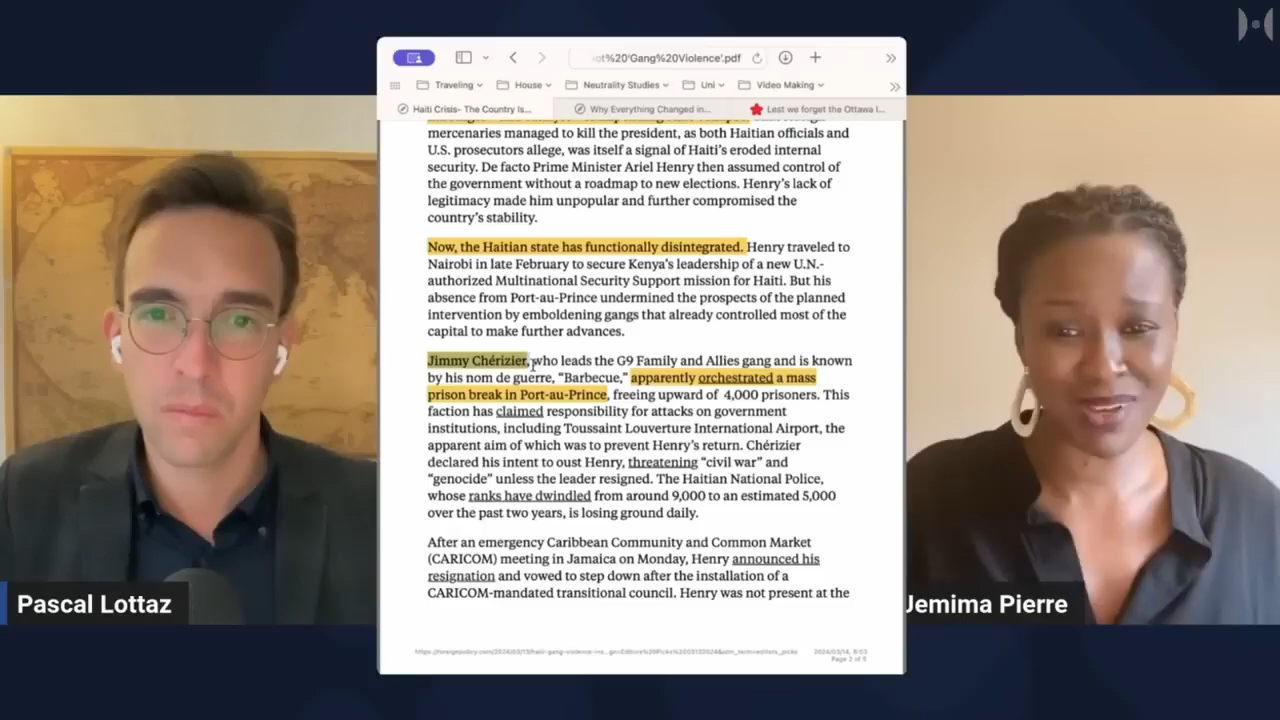 ot%20'Gang%20Violence'.pdf
Traveling
House
Neutrality Studies
Uni
Video Making
Haiti Crisis- The Country Is...
Why Everything Changed in...
Lest we forget the Ottawa I...
mercenaries managed to kill the president, as both Haitian officials and
U.S. prosecutors allege, was itself a signal of Haiti's eroded internal
security. De facto Prime Minister Ariel Henry then assumed control of
the government without a roadmap to new elections. Henry's lack of
legitimacy made him unpopular and further compromised the
country's stability.
Now, the Haitian state has functionally disintegrated. Henry traveled to
Nairobi in late February to secure Kenya's leadership of a new U.N.-
authorized Multinational Security Support mission for Haiti. But his
absence from Port-au-Prince undermined the prospects of the planned
intervention by emboldening gangs that already controlled most of the
capital to make further advances.
Jimmy Chérizier, who leads the G9 Family and Allies gang and is known
by his nom de guerre, “Barbecue,” apparently orchestrated a mass
prison break in Port-au-Prince, freeing upward of 4,000 prisoners. This
faction has claimed responsibility for attacks on government
institutions, including Toussaint Louverture International Airport, the
apparent aim of which was to prevent Henry's return. Chérizier
declared his intent to oust Henry, threatening “civil war” and
“genocide” unless the leader resigned. The Haitian National Police,
whose ranks have dwindled from around 9,000 to an estimated 5,000
over the past two years, is losing ground daily.
After an emergency Caribbean Community and Common Market
(CARICOM) meeting in Jamaica on Monday, Henry announced his
resignation and vowed to step down after the installation of a
CARICOM-mandated transitional council. Henry was not present at the
2024/03/14, 6:53
Page 2 of 5
Pascal Lottaz
Jemima Pierre